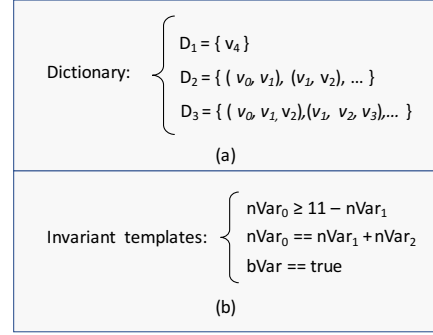 D₁ = { v₄ }
Dictionary: D₂ = { ( v₀, v₁), (v₁, v₂), ... }
D₃ = { ( v₀, v₁, v₂),(v₁, v₂, v₃),... }
(a)
nVar₀ ≥ 11 – nVar₁
Invariant templates: nVar₀ == nVar₁ + nVar₂
bVar == true
(b)